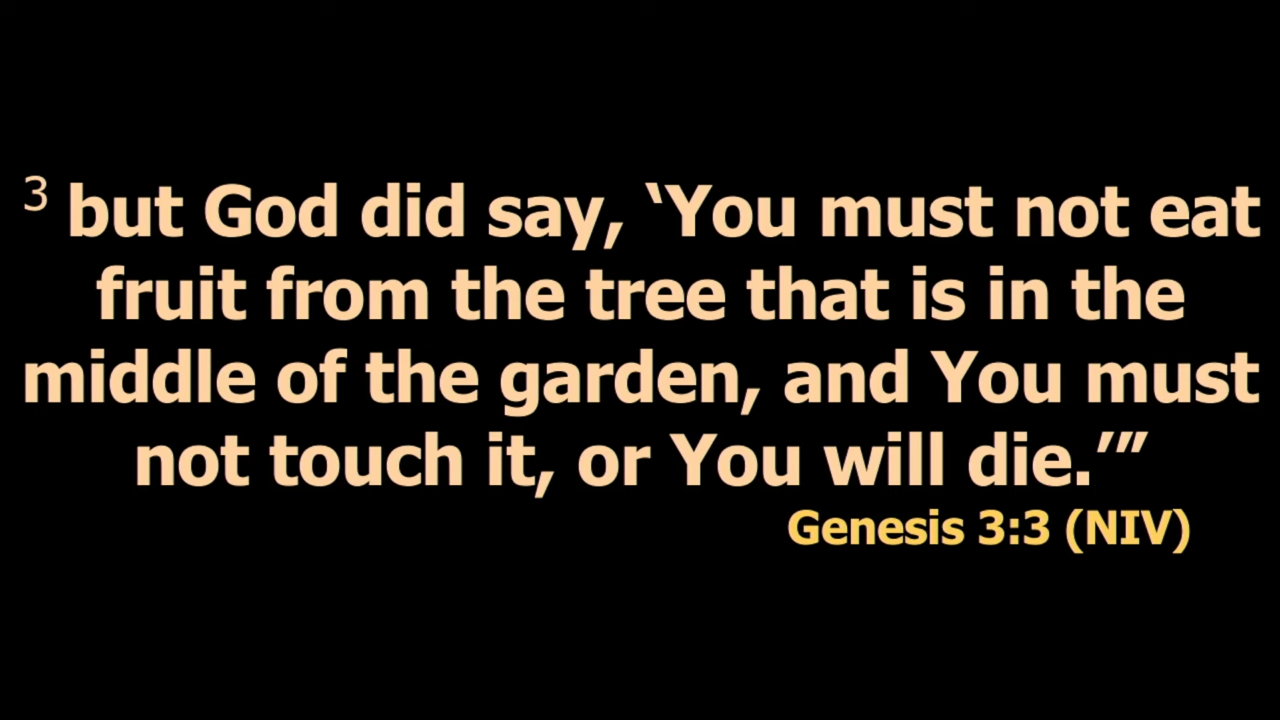 3 but God did say, ‘You must not eat
fruit from the tree that is in the
middle of the garden, and You must
not touch it, or You will die.’”
Genesis 3:3 (NIV)